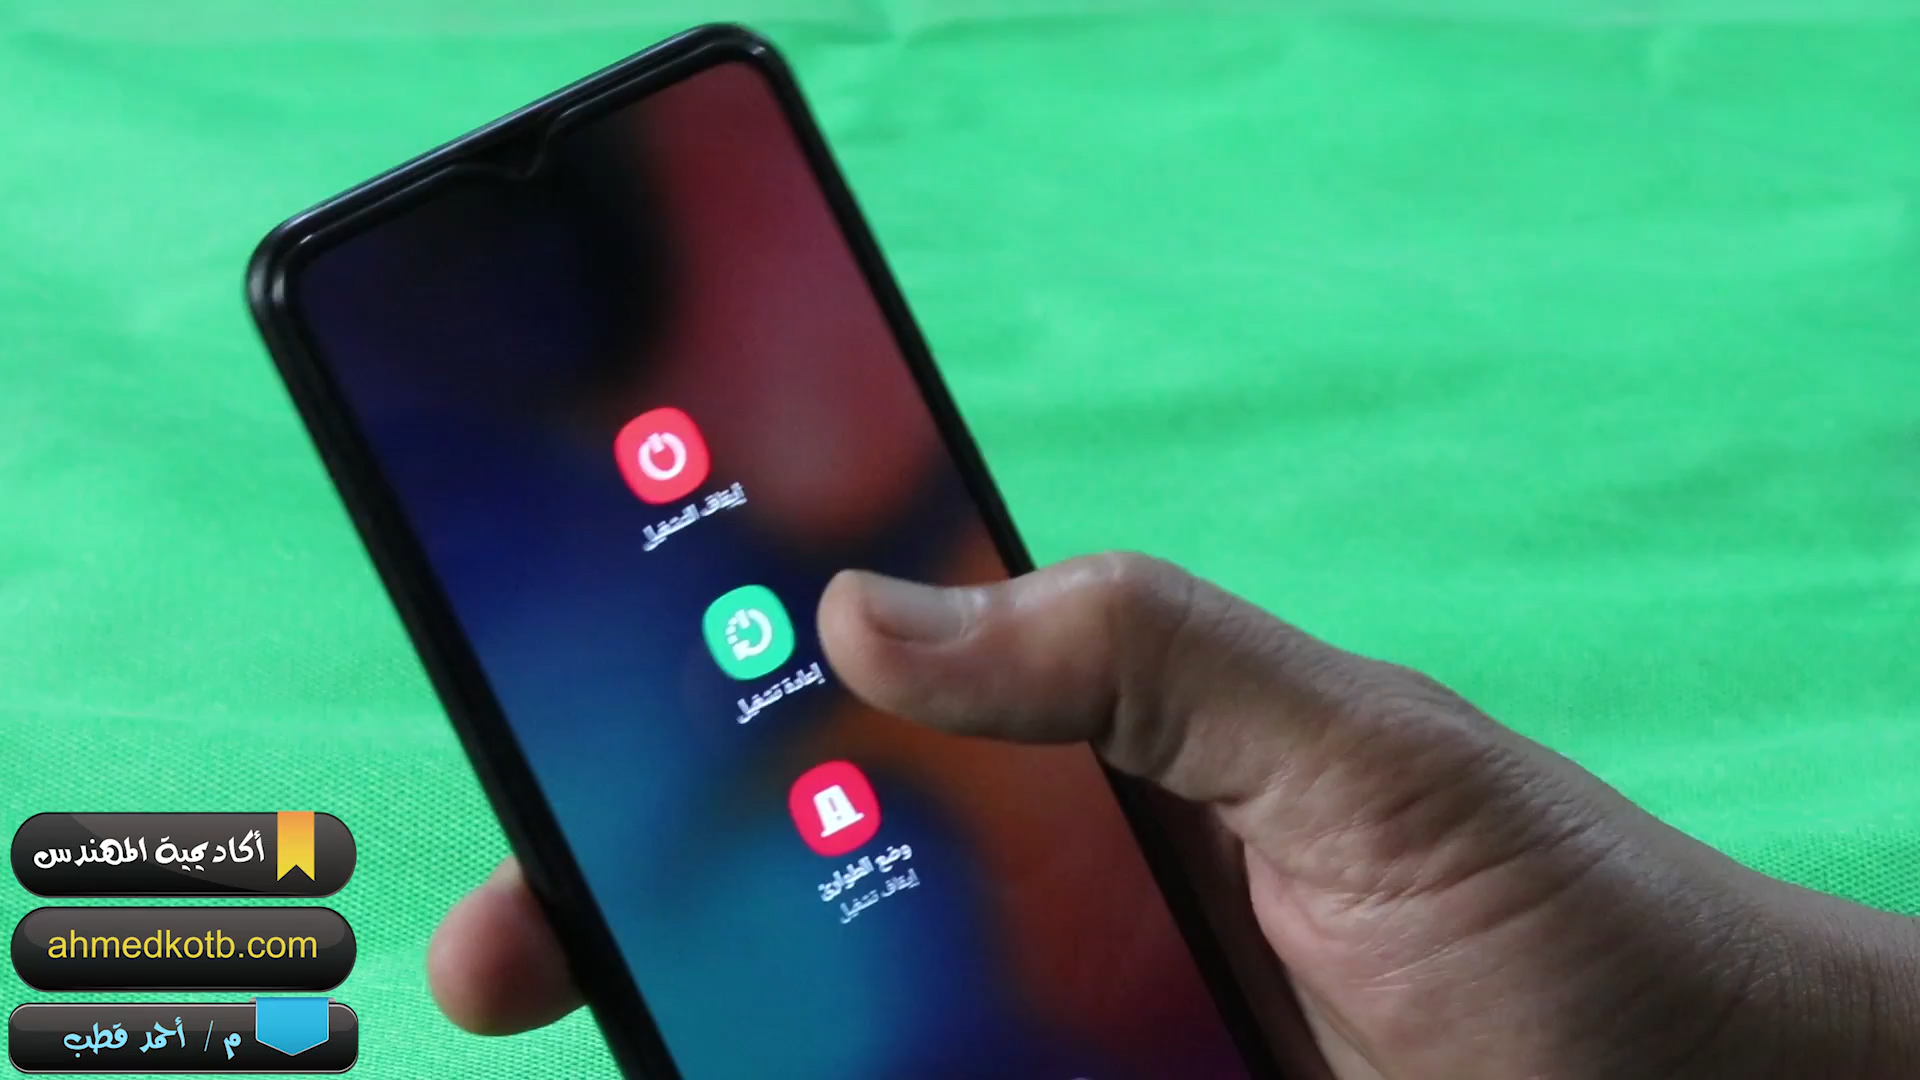 إيقاف التشغيل
إعادة تشغيل
وضع الطوارئ
إيقاف تشغيل
أكاديمية المهندس
ahmedkotb.com
م / أحمد قطب